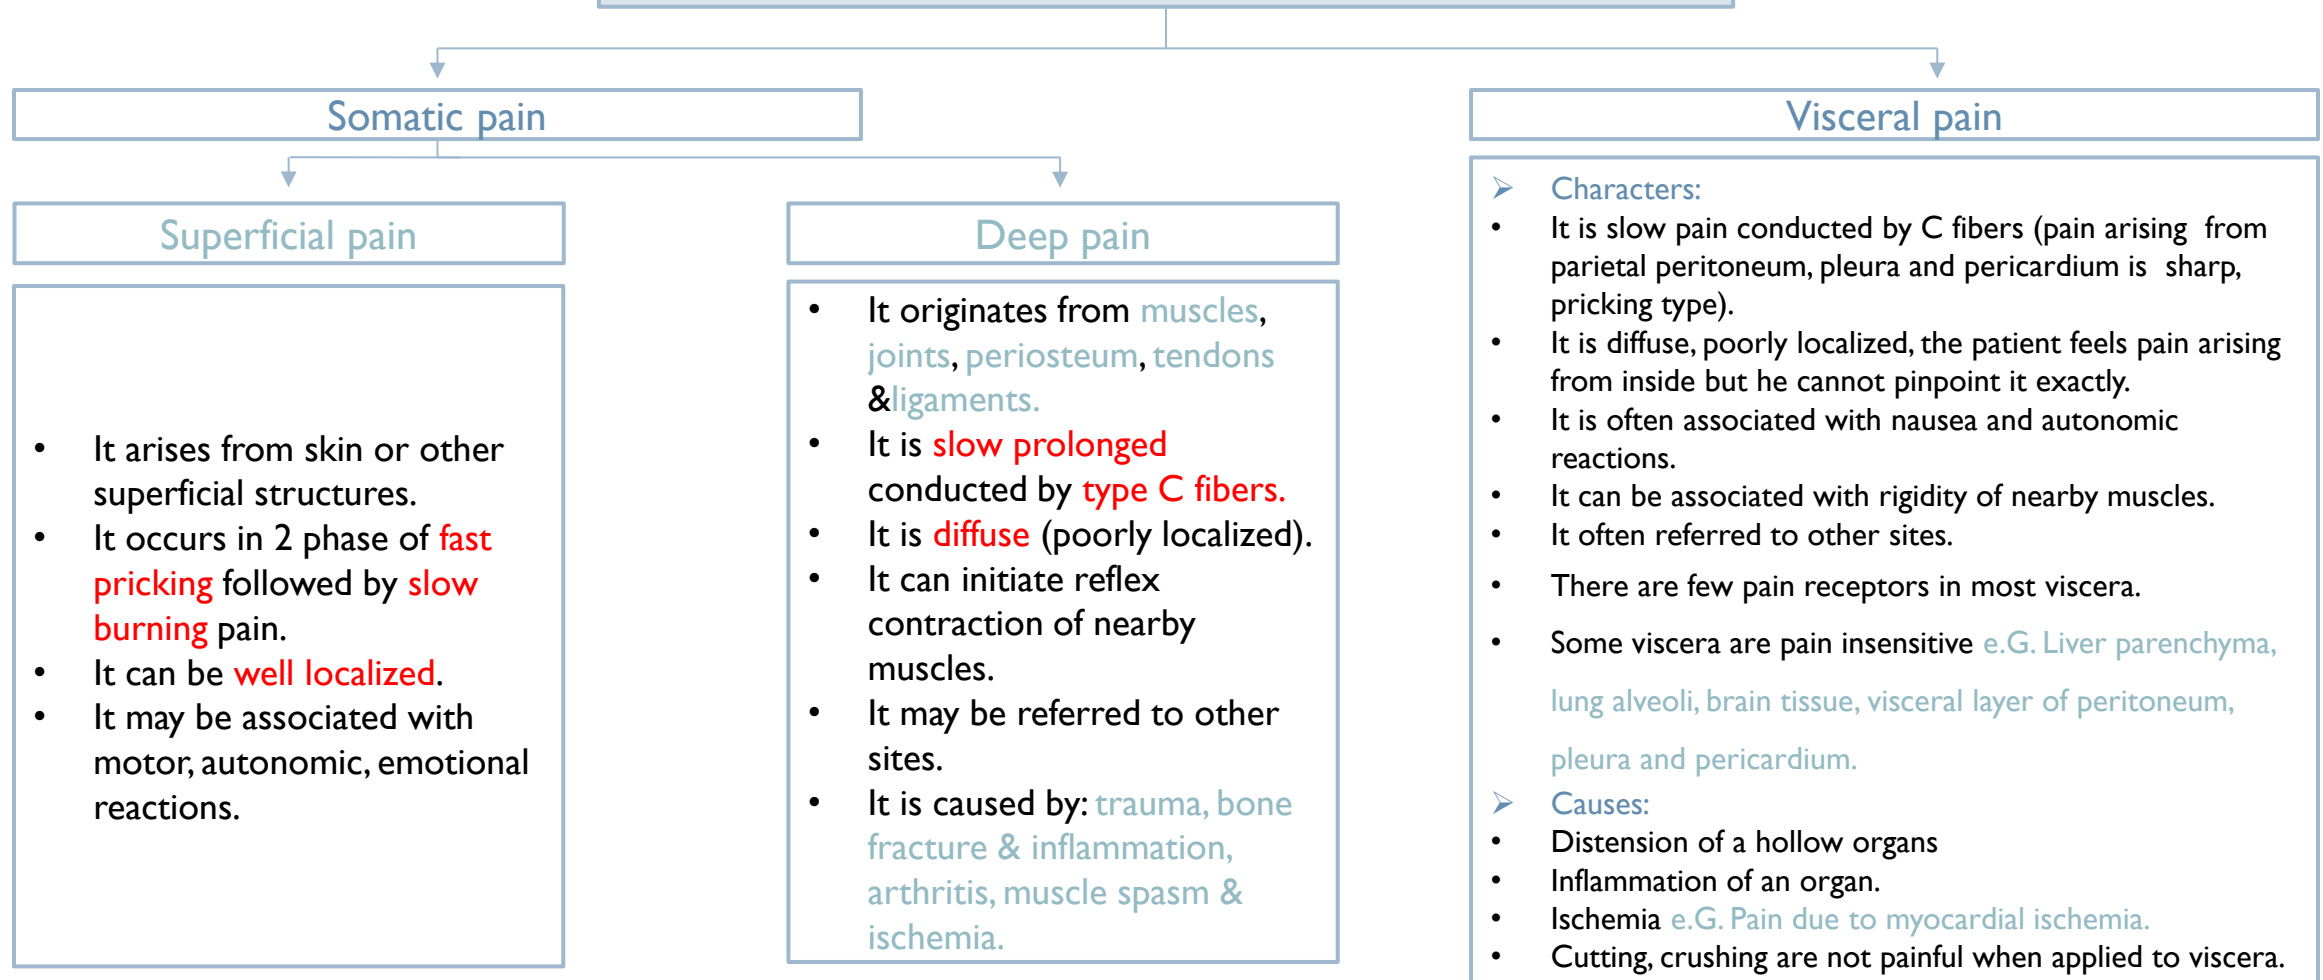 Somatic pain
Visceral pain
Superficial pain
Deep pain
• It arises from skin or other
superficial structures.
• It occurs in 2 phase of fast
pricking followed by slow
burning pain.
• It can be well localized.
• It may be associated with
motor, autonomic, emotional
reactions.
• It originates from muscles,
joints, periosteum, tendons
&ligaments.
• It is slow prolonged
conducted by type C fibers.
• It is diffuse (poorly localized).
• It can initiate reflex
contraction of nearby
muscles.
• It may be referred to other
sites.
• It is caused by: trauma, bone
fracture & inflammation,
arthritis, muscle spasm &
ischemia.
➢ Characters:
• It is slow pain conducted by C fibers (pain arising from
parietal peritoneum, pleura and pericardium is sharp,
pricking type).
• It is diffuse, poorly localized, the patient feels pain arising
from inside but he cannot pinpoint it exactly.
• It is often associated with nausea and autonomic
reactions.
• It can be associated with rigidity of nearby muscles.
• It often referred to other sites.
• There are few pain receptors in most viscera.
• Some viscera are pain insensitive e.G. Liver parenchyma,
lung alveoli, brain tissue, visceral layer of peritoneum,
pleura and pericardium.
➢ Causes:
• Distension of a hollow organs
• Inflammation of an organ.
• Ischemia e.G. Pain due to myocardial ischemia.
• Cutting, crushing are not painful when applied to viscera.